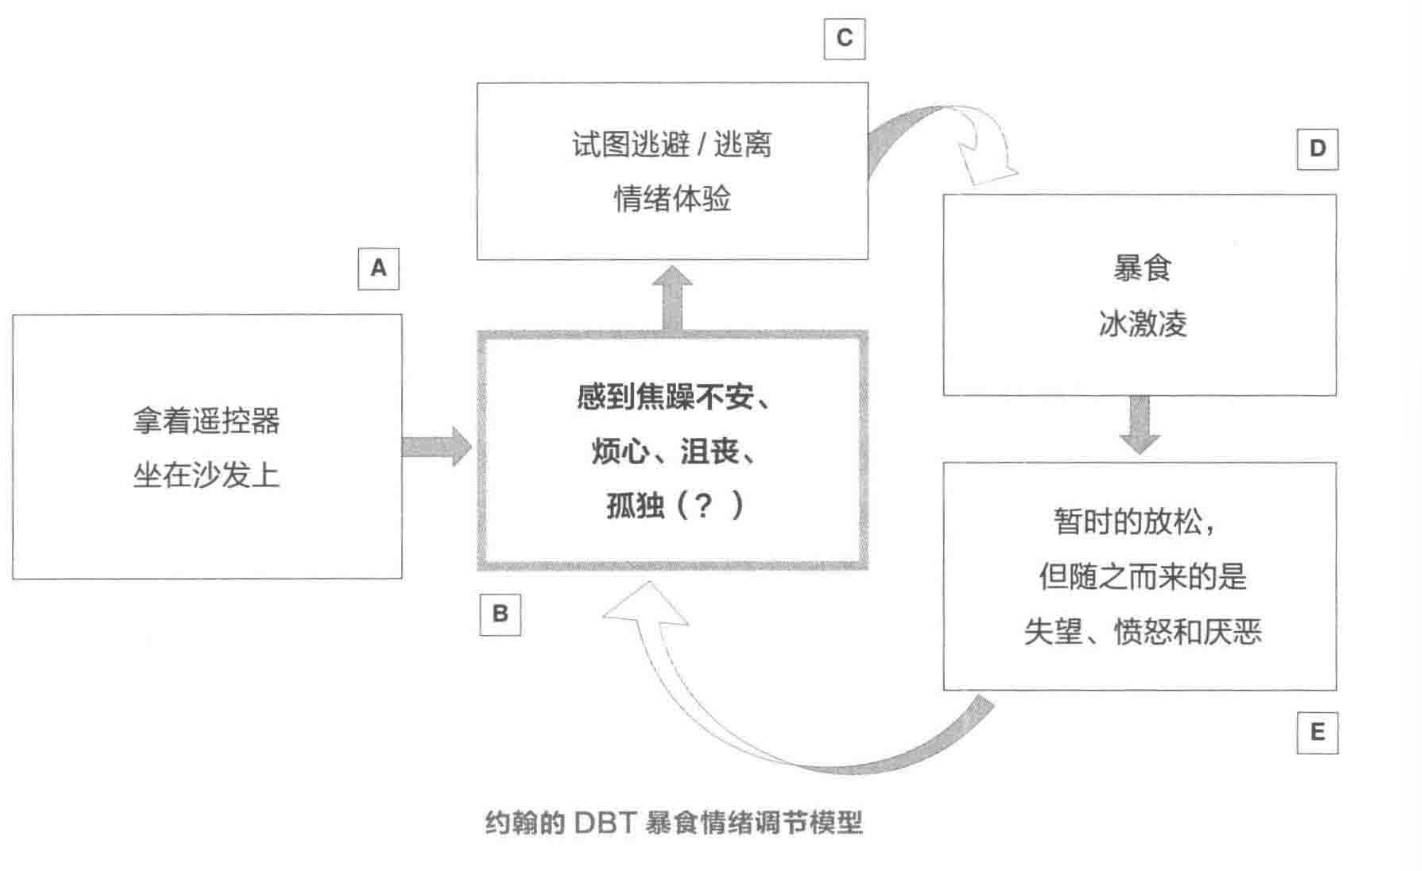 A
拿着遥控器
坐在沙发上
B
感到焦躁不安、
烦心、沮丧、
孤独（？）
C
试图逃避 / 逃离
情绪体验
D
暴食
冰激凌
E
暂时的放松，
但随之而来的是
失望、愤怒和厌恶
约翰的 DBT 暴食情绪调节模型